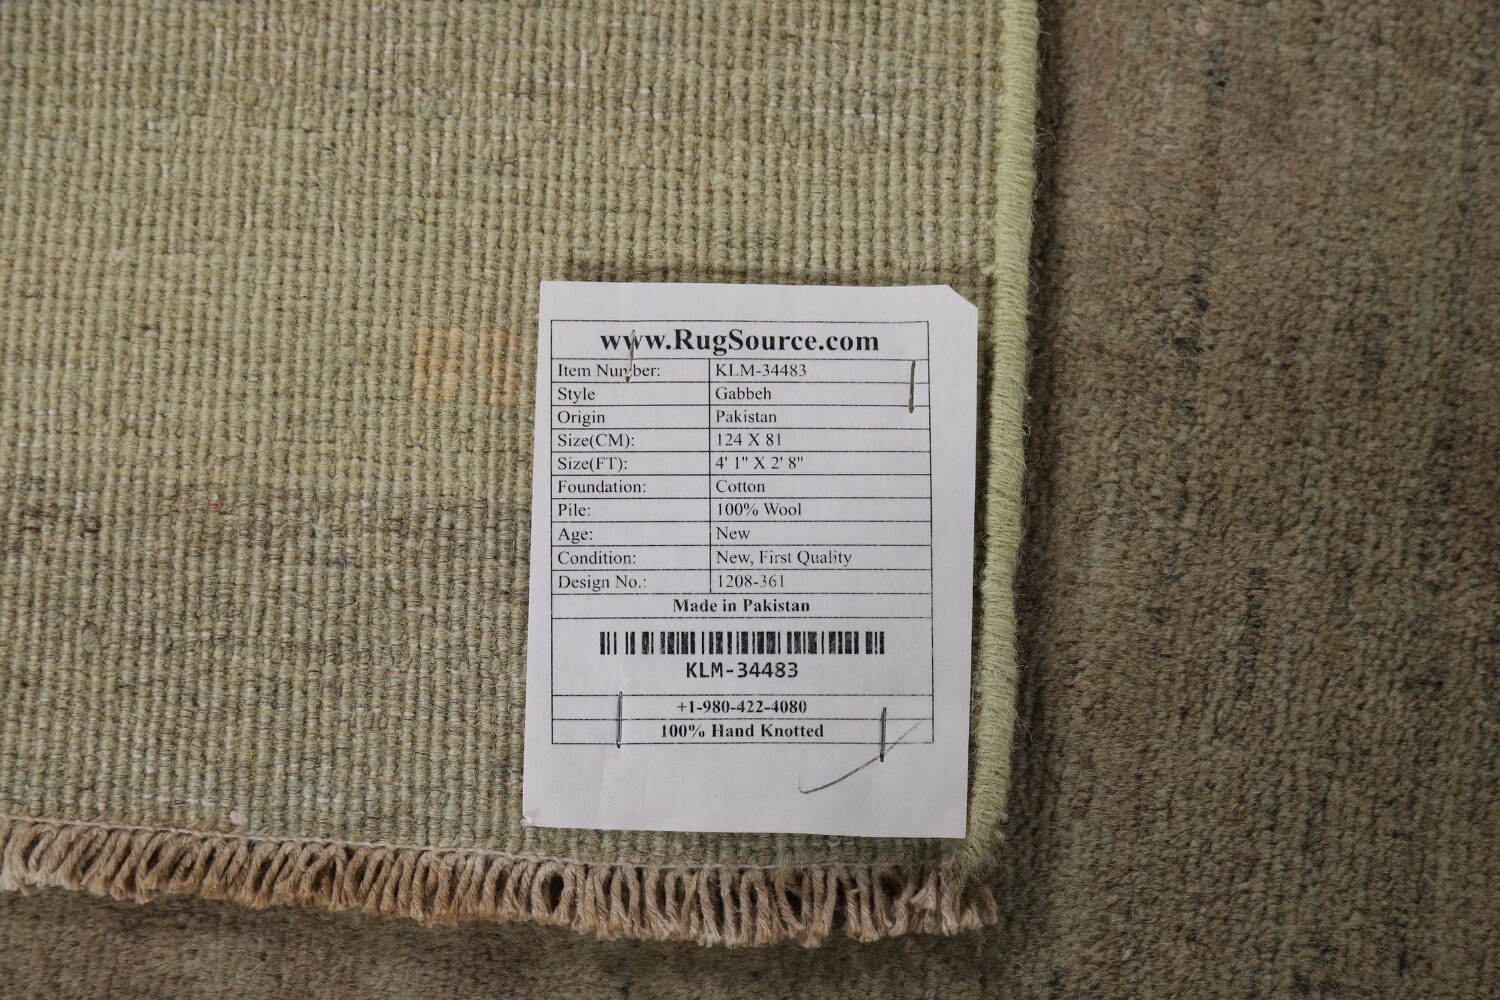 www.RugSource.com
Item Number: KLM-34483
Style Gabbeh
Origin Pakistan
Size(CM): 124 X 81
Size(FT): 4' 1" X 2' 8"
Foundation: Cotton
Pile: 100% Wool
Age: New
Condition: New, First Quality
Design No.: 1208-361
Made in Pakistan
KLM-34483
+1-980-422-4080
100% Hand Knotted